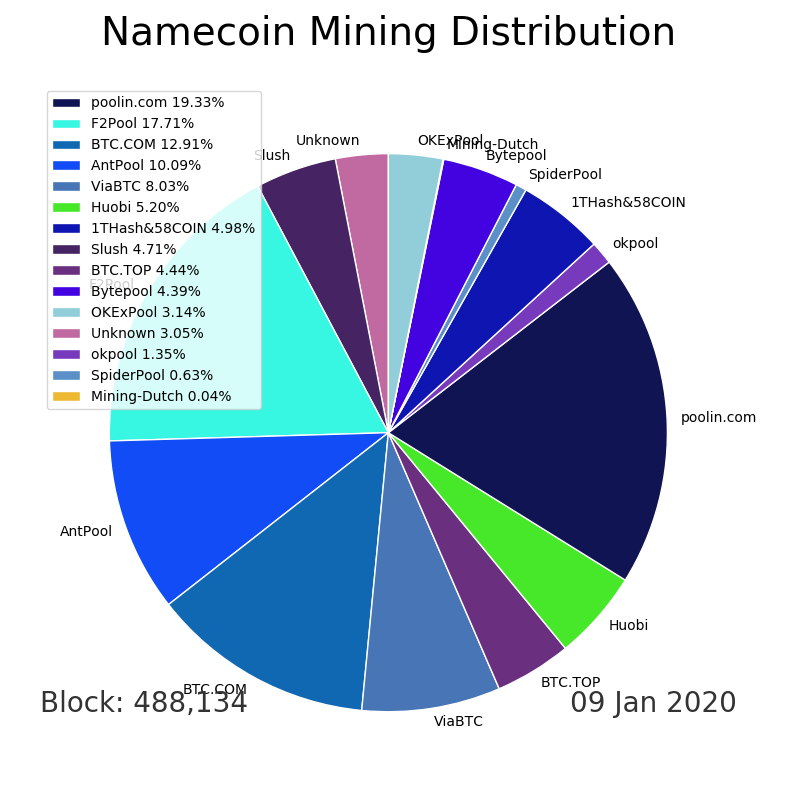 Namecoin Mining Distribution
poolin.com 19.33%
F2Pool 17.71%
BTC.COM 12.91%
AntPool 10.09%
ViaBTC 8.03%
Huobi 5.20%
1THash&58COIN 4.98%
Slush 4.71%
BTC.TOP 4.44%
Bytepool 4.39%
OKExPool 3.14%
Unknown 3.05%
okpool 1.35%
SpiderPool 0.63%
Mining-Dutch 0.04%
Unknown
Slush
OKExPool
Mining-Dutch
Bytepool
SpiderPool
1THash&58COIN
okpool
F2Pool
poolin.com
AntPool
Huobi
BTC.COM
BTC.TOP
ViaBTC
Block: 488,134
09 Jan 2020